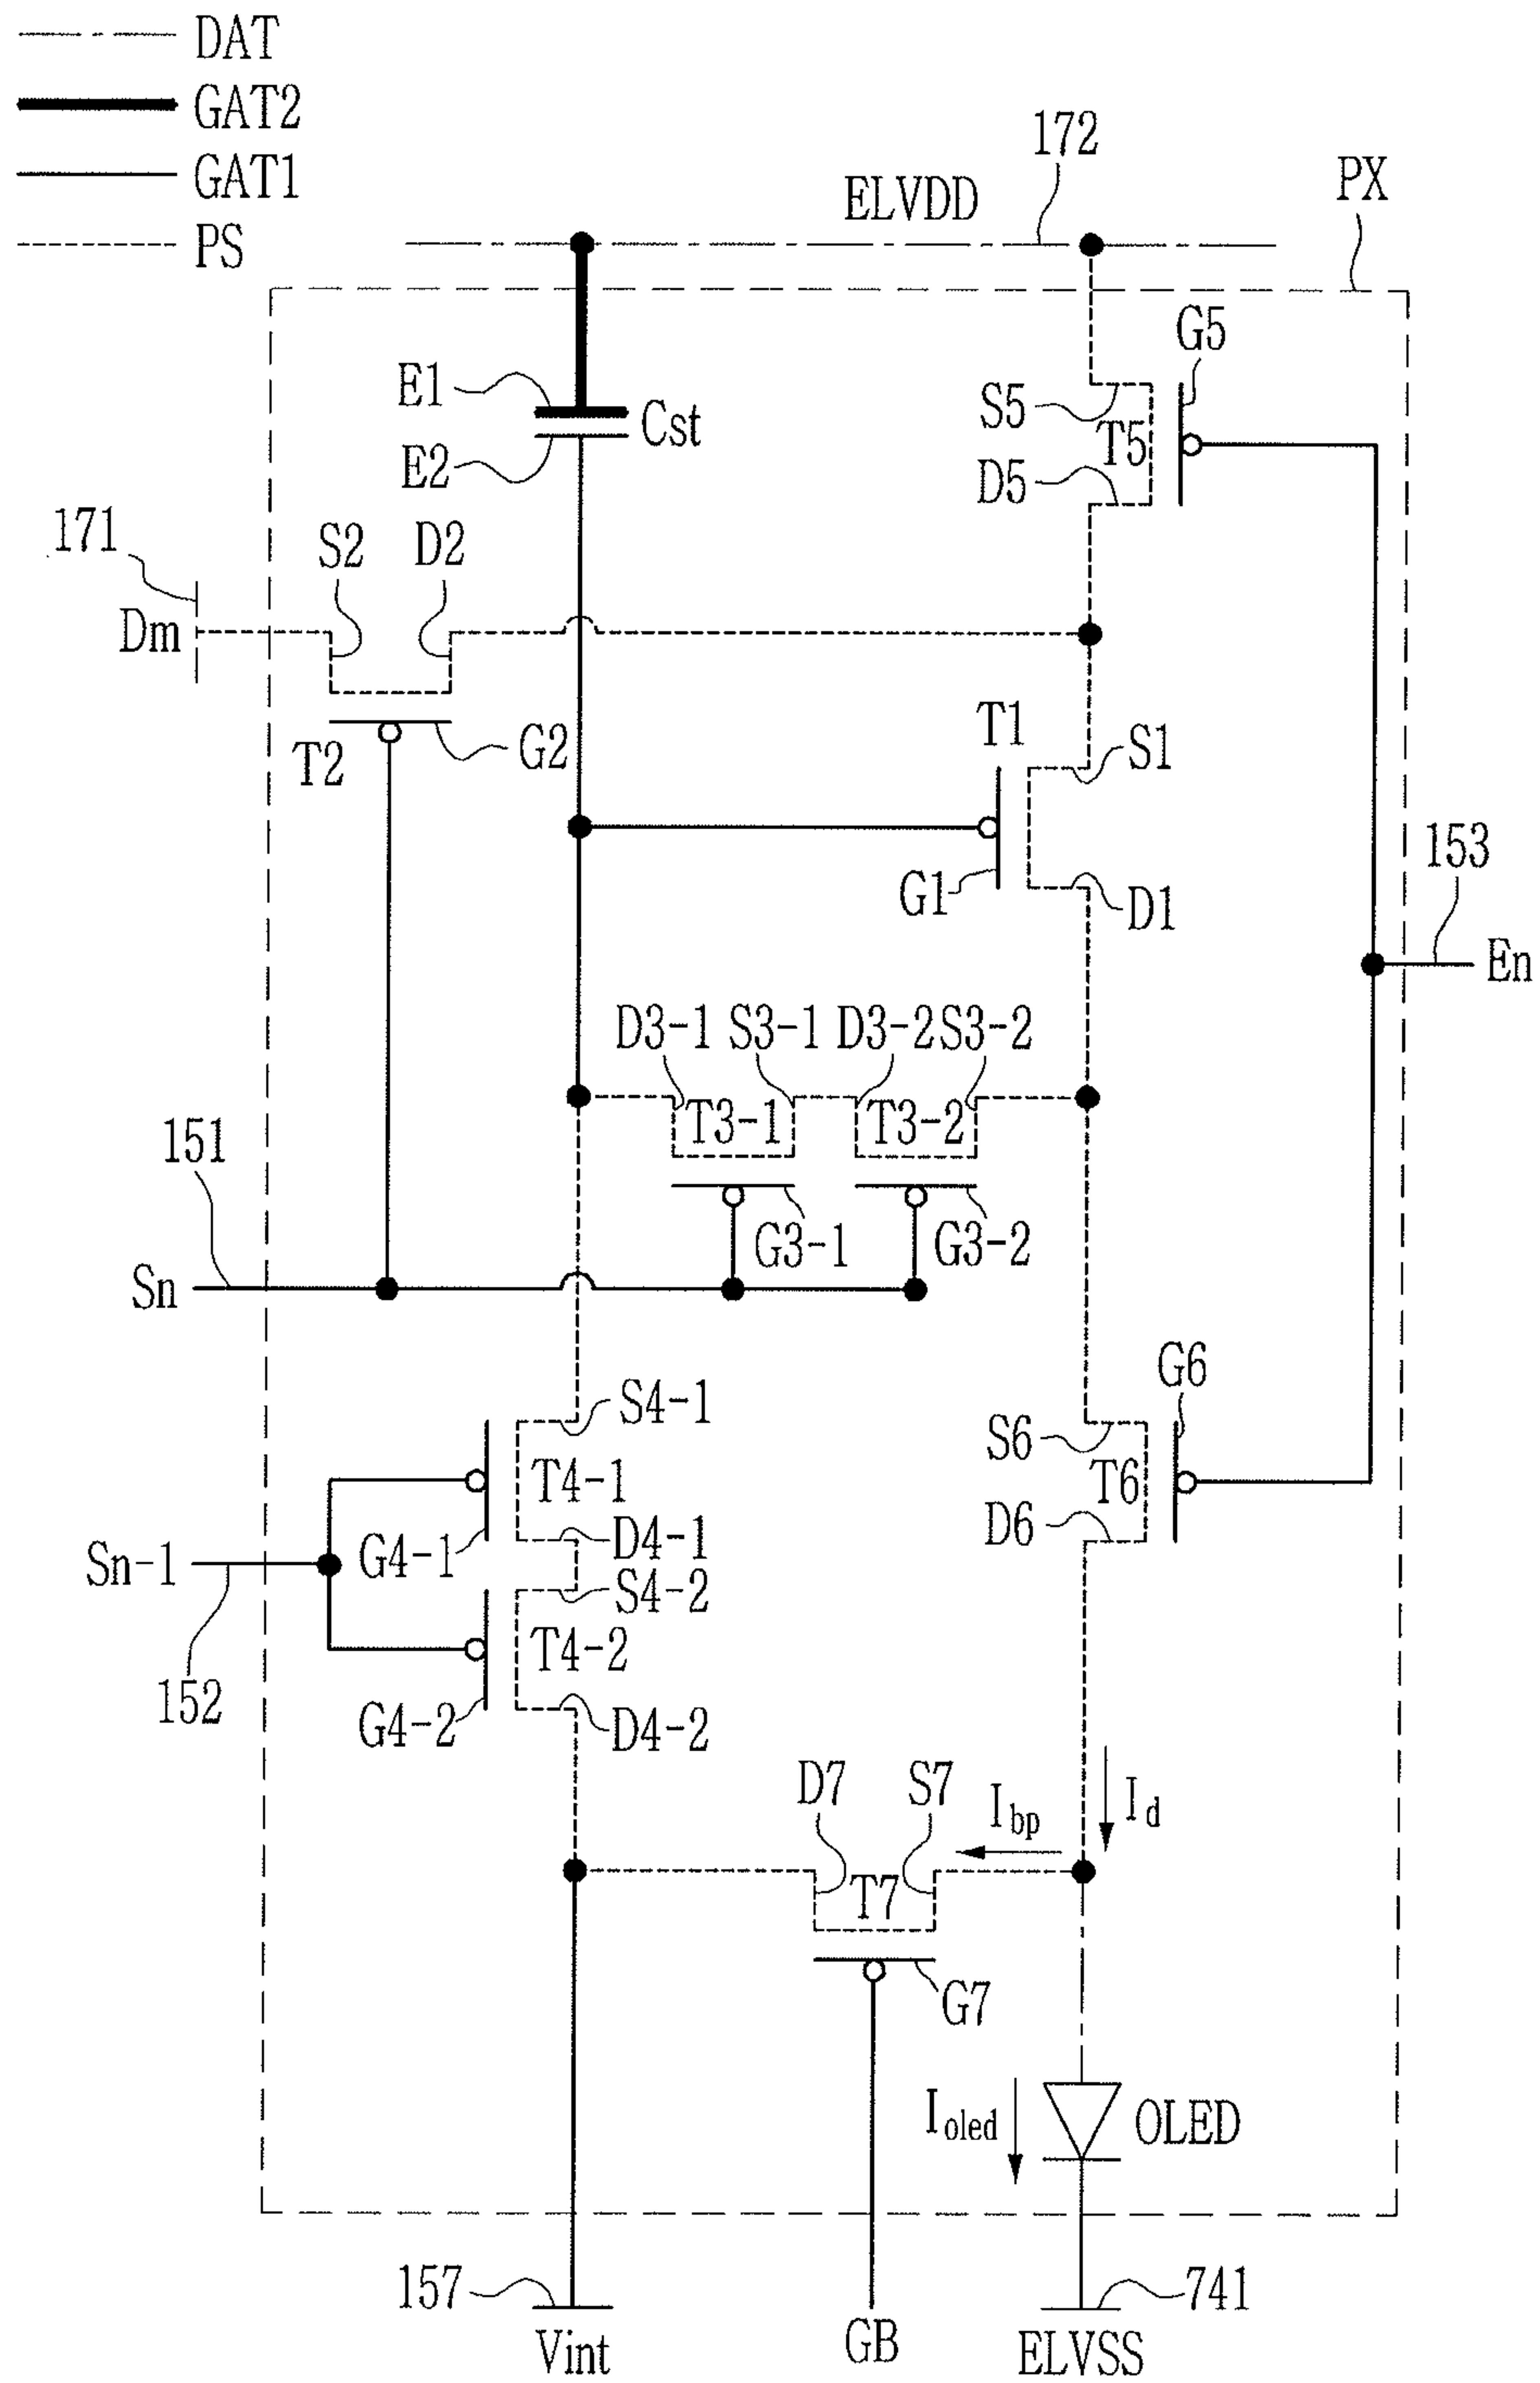 DAT
GAT2
GAT1
PS
172
ELVDD
PX
G5
E1
S5
Cst
T5
E2
D5
171
S2
D2
Dm
T1
S1
T2
G2
153
G1
D1
En
D3-1
S3-1
D3-2
S3-2
T3-1
T3-2
151
G3-1
G3-2
Sn
G6
S4-1
S6
T4-1
T6
D6
D4-1
G4-1
Sn-1
S4-2
T4-2
152
G4-2
D4-2
D7
S7
Ibp
Id
T7
G7
Ioled
OLED
157
741
Vint
GB
ELVSS